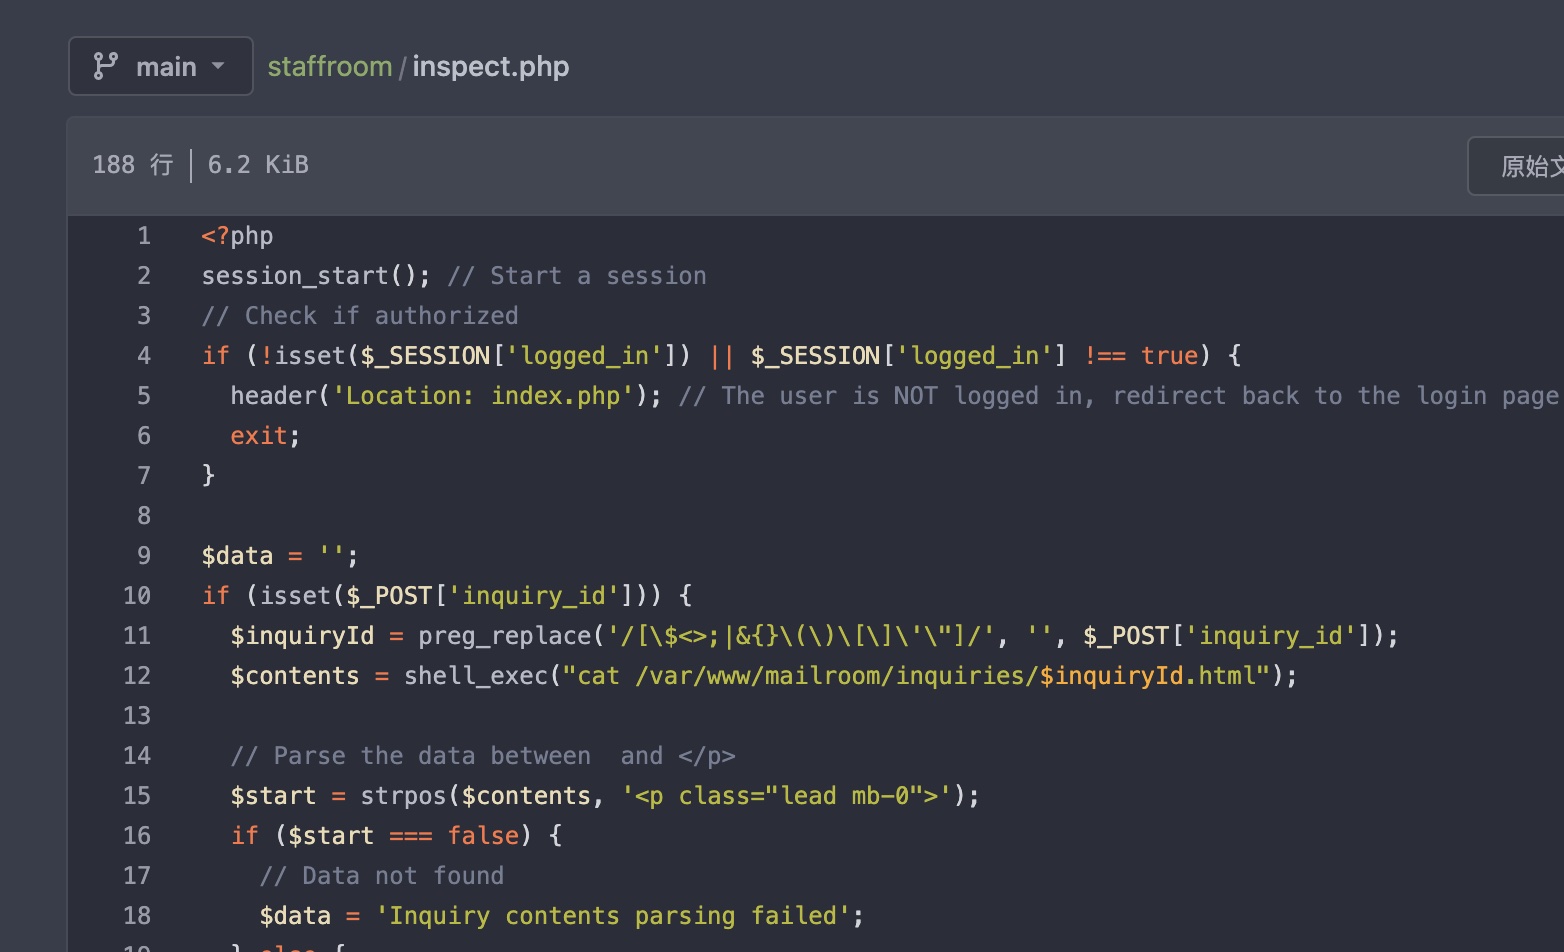 main staffroom/inspect.php
188 行 | 6.2 KiB 原始文
1 <?php
2 session_start(); // Start a session
3 // Check if authorized
4 if (!isset($_SESSION['logged_in']) || $_SESSION['logged_in'] !== true) {
5   header('Location: index.php'); // The user is NOT logged in, redirect back to the login page
6   exit;
7 }
8
9 $data = '';
10 if (isset($_POST['inquiry_id'])) {
11   $inquiryId = preg_replace('/[\$<>;|&{}\(\)\[\]\'\"]/', '', $_POST['inquiry_id']);
12   $contents = shell_exec("cat /var/www/mailroom/inquiries/$inquiryId.html");
13
14   // Parse the data between  and </p>
15   $start = strpos($contents, '<p class="lead mb-0">');
16   if ($start === false) {
17     // Data not found
18     $data = 'Inquiry contents parsing failed';
19   } else {